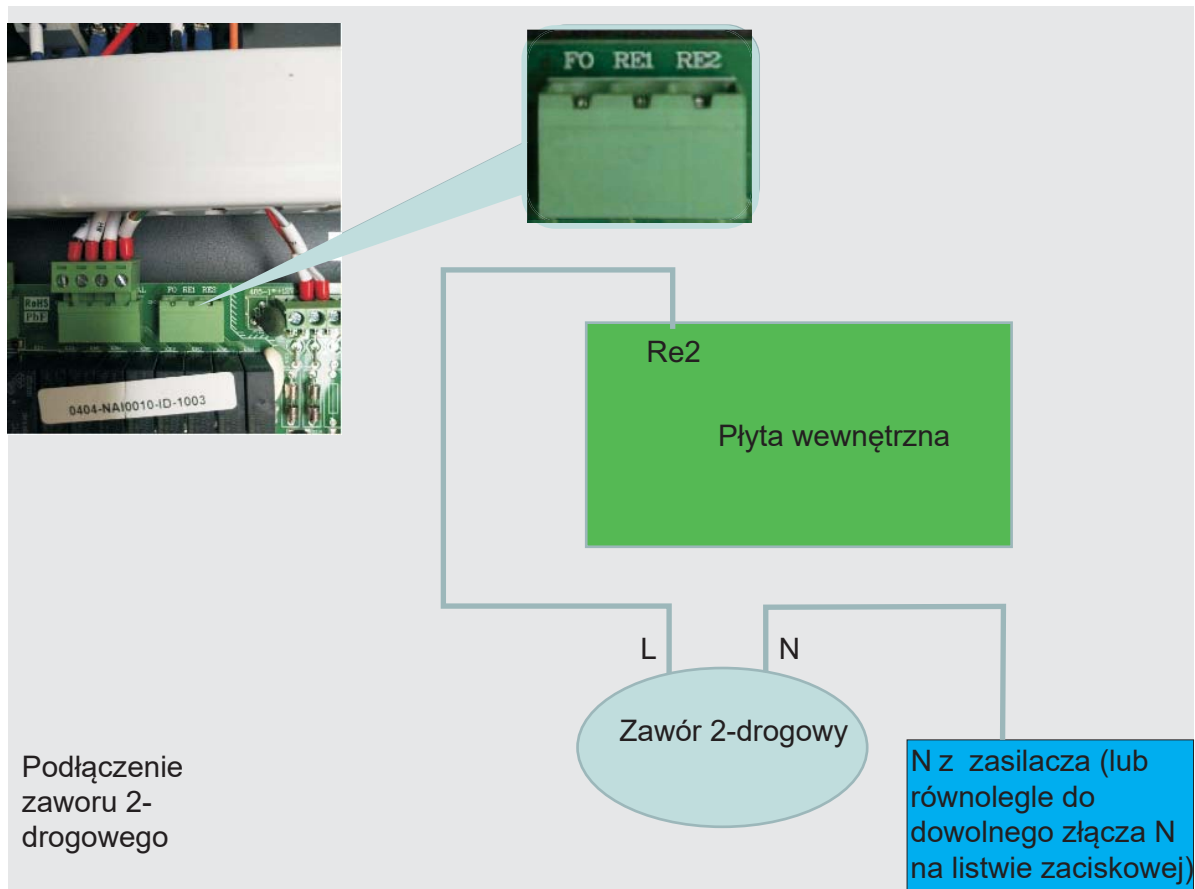 FO RE1 RE2
FO RE1 RE2
RoHS
PbF
0404-NAI0010-ID-1003
Re2
Płyta wewnętrzna
L
N
Zawór 2-drogowy
Podłączenie
zaworu 2-
drogowego
N z zasilacza (lub
równolegle do
dowolnego złącza N
na listwie zaciskowej)